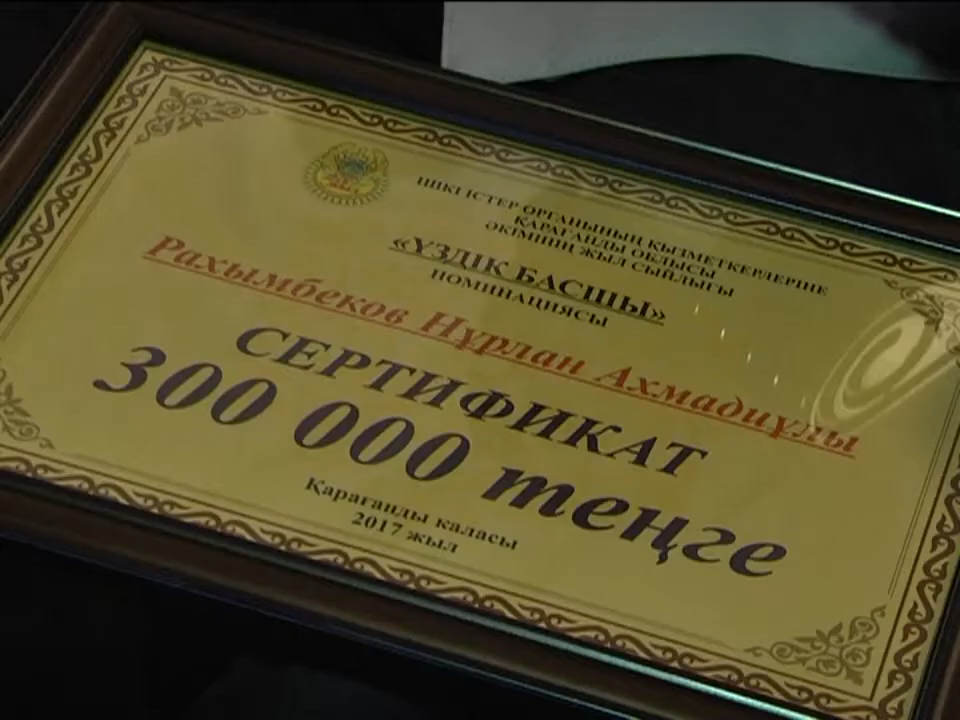 ІШКІ ІСТЕР ОРГАНЫНЫҢ ҚЫЗМЕТКЕРЛЕРІНЕ
ҚАРАҒАНДЫ ОБЛЫСЫ
ӘКІМІНІҢ ЖЫЛ СЫЙЛЫҒЫ
«ҮЗДІК БАСШЫ»
НОМИНАЦИЯСЫ
Рахымбеков Нұрлан Ахмадиұлы
СЕРТИФИКАТ
300 000 теңге
Қарағанды қаласы
2017 жыл